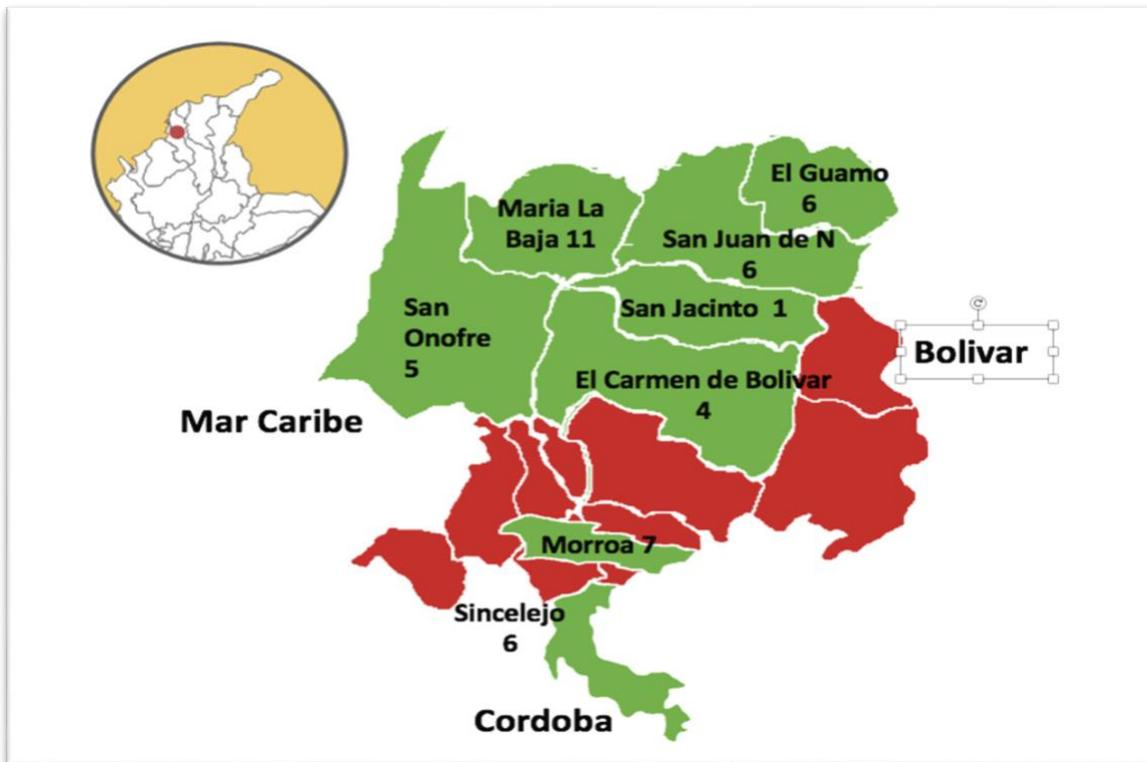 El Guamo
6
Maria La
Baja 11
San Juan de N
6
San
Onofre
5
San Jacinto 1
Bolivar
El Carmen de Bolivar
4
Mar Caribe
Morroa 7
Sincelejo
6
Cordoba